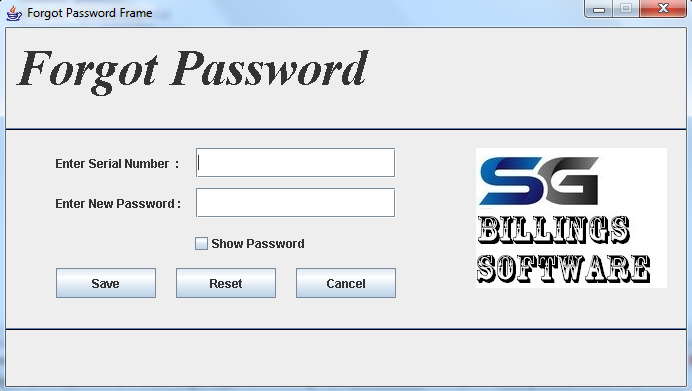 Forgot Password Frame
Forgot Password
Enter Serial Number :
Enter New Password :
Show Password
Save Reset Cancel
SG
BILLINGS
SOFTWARE